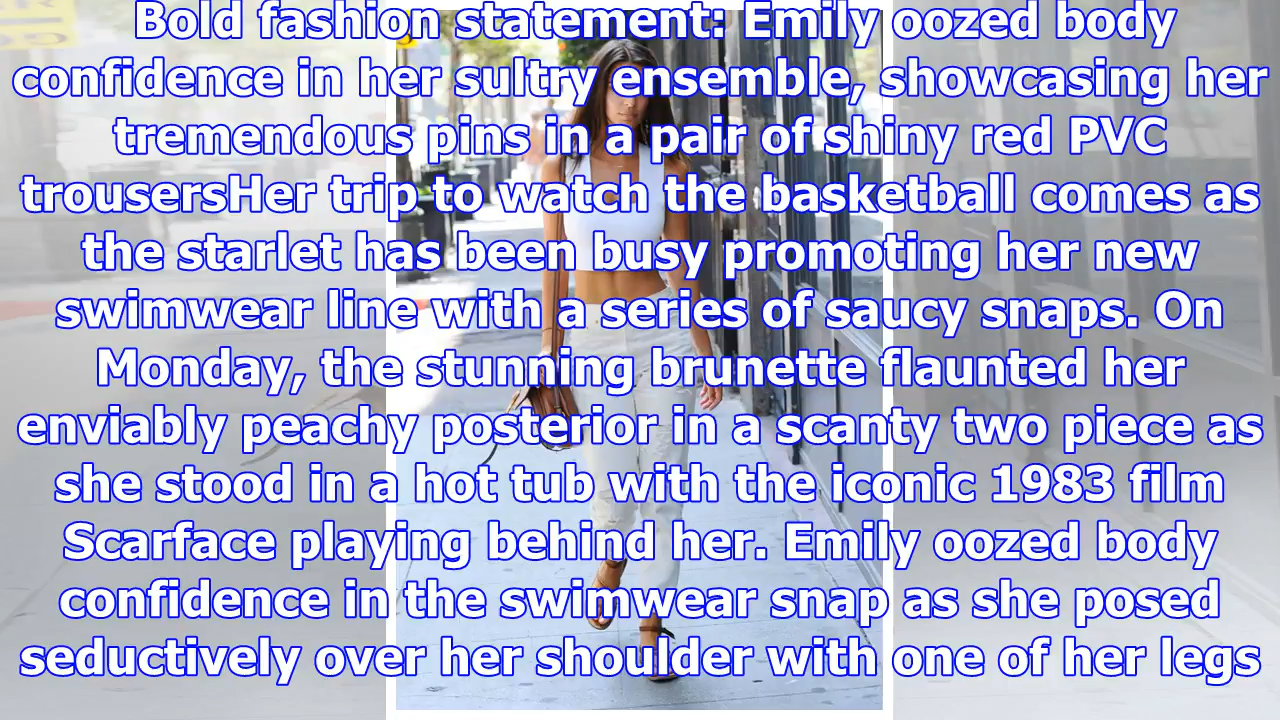 Bold fashion statement: Emily oozed body
confidence in her sultry ensemble, showcasing her
tremendous pins in a pair of shiny red PVC
trousersHer trip to watch the basketball comes as
the starlet has been busy promoting her new
swimwear line with a series of saucy snaps. On
Monday, the stunning brunette flaunted her
enviably peachy posterior in a scanty two piece as
she stood in a hot tub with the iconic 1983 film
Scarface playing behind her. Emily oozed body
confidence in the swimwear snap as she posed
seductively over her shoulder with one of her legs